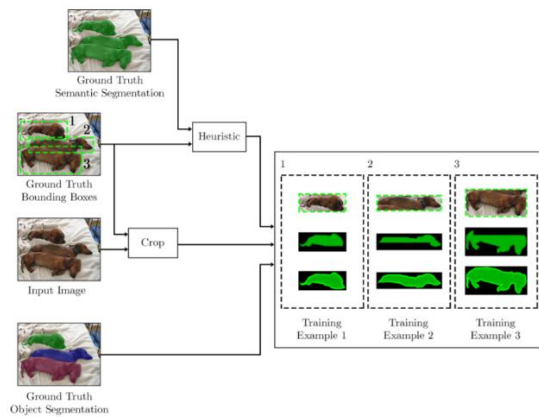 Ground Truth
Semantic Segmentation
1
2
3
Ground Truth
Bounding Boxes
Heuristic
Input Image
Crop
Ground Truth
Object Segmentation
1
2
3
Training
Example 1
Training
Example 2
Training
Example 3